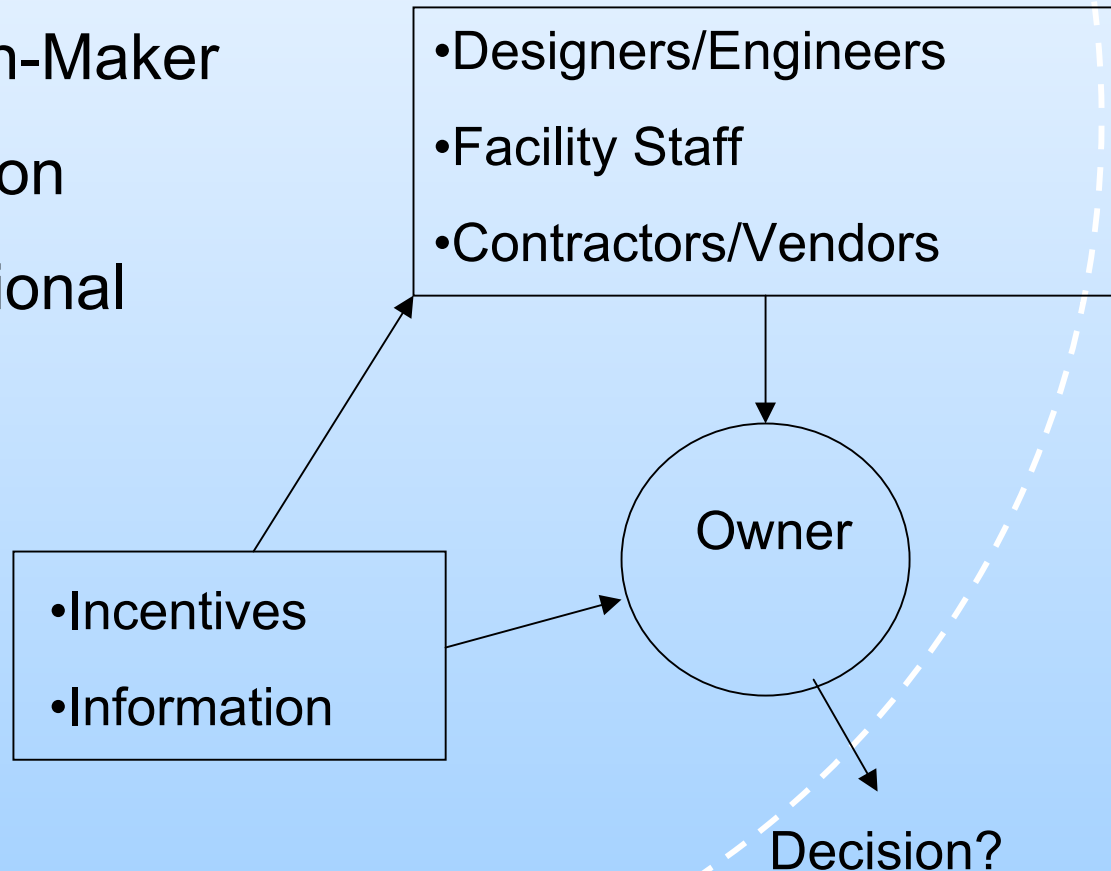 n-Maker
on
ional
•Designers/Engineers
•Facility Staff
•Contractors/Vendors
Owner
•Incentives
•Information
Decision?